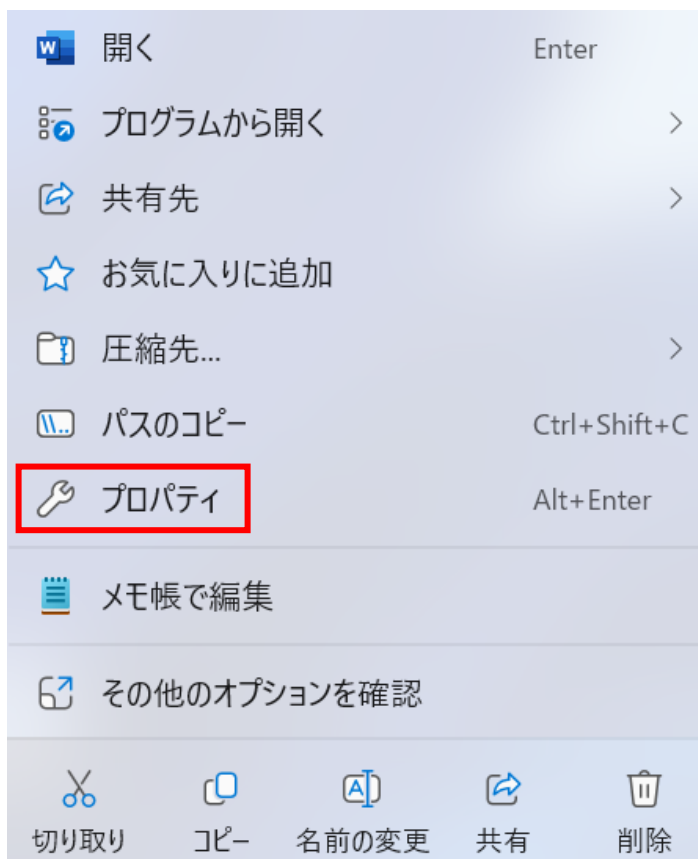 開く Enter
プログラムから開く
共有先
お気に入りに追加
圧縮先...
パスのコピー Ctrl+Shift+C
プロパティ Alt+Enter
メモ帳で編集
その他のオプションを確認
切り取り コピー 名前の変更 共有 削除